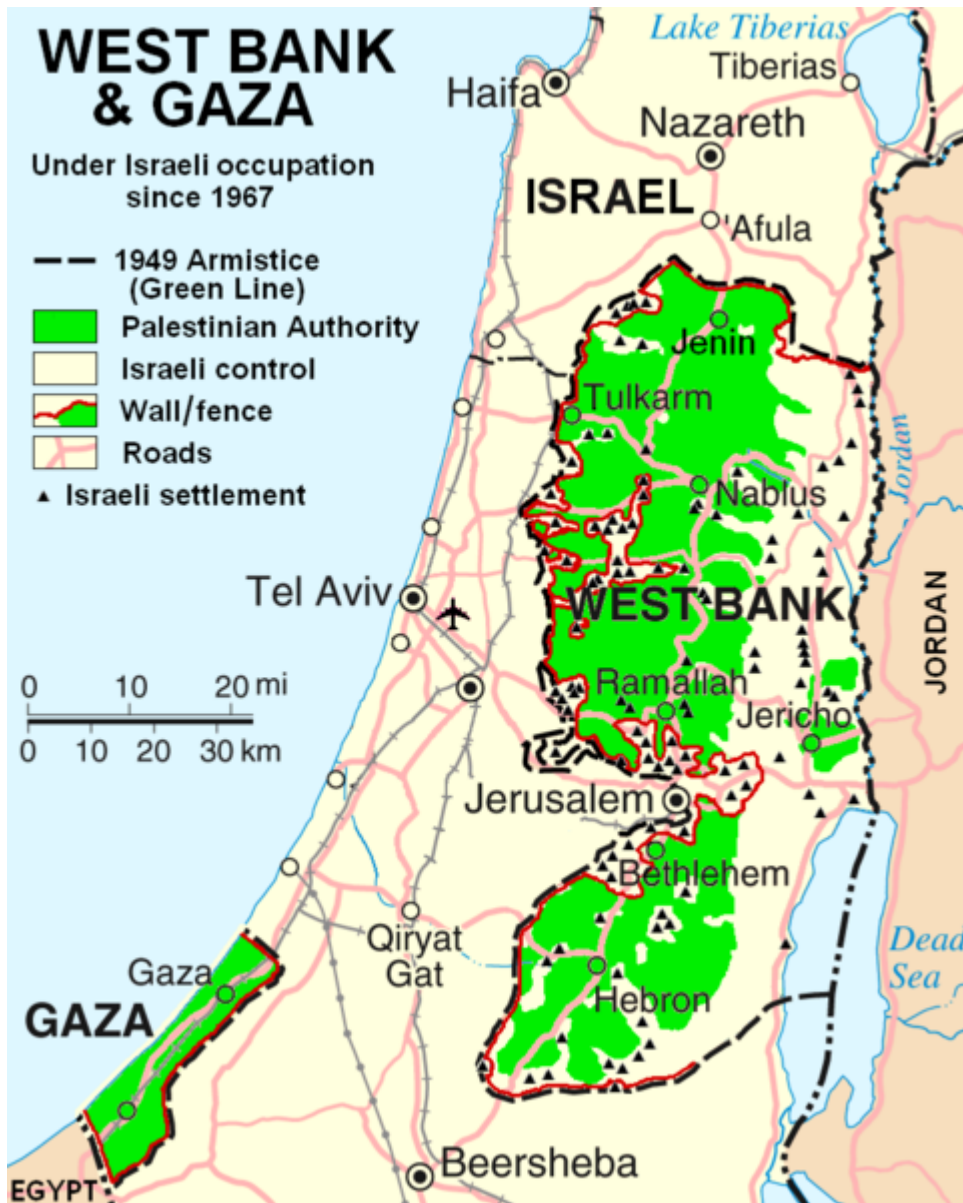 WEST BANK
& GAZA
Under Israeli occupation
since 1967
1949 Armistice
(Green Line)
Palestinian Authority
Israeli control
Wall/fence
Roads
Israeli settlement
Lake Tiberias
Tiberias
Haifa
Nazareth
ISRAEL
'Afula
Jenin
Tulkarm
Nablus
Jordan
Tel Aviv
WEST BANK
JORDAN
0 10 20 mi
0 10 20 30 km
Ramallah
Jericho
Jerusalem
Bethlehem
Qiryat
Gat
Dead
Sea
Gaza
GAZA
Hebron
Beersheba
EGYPT